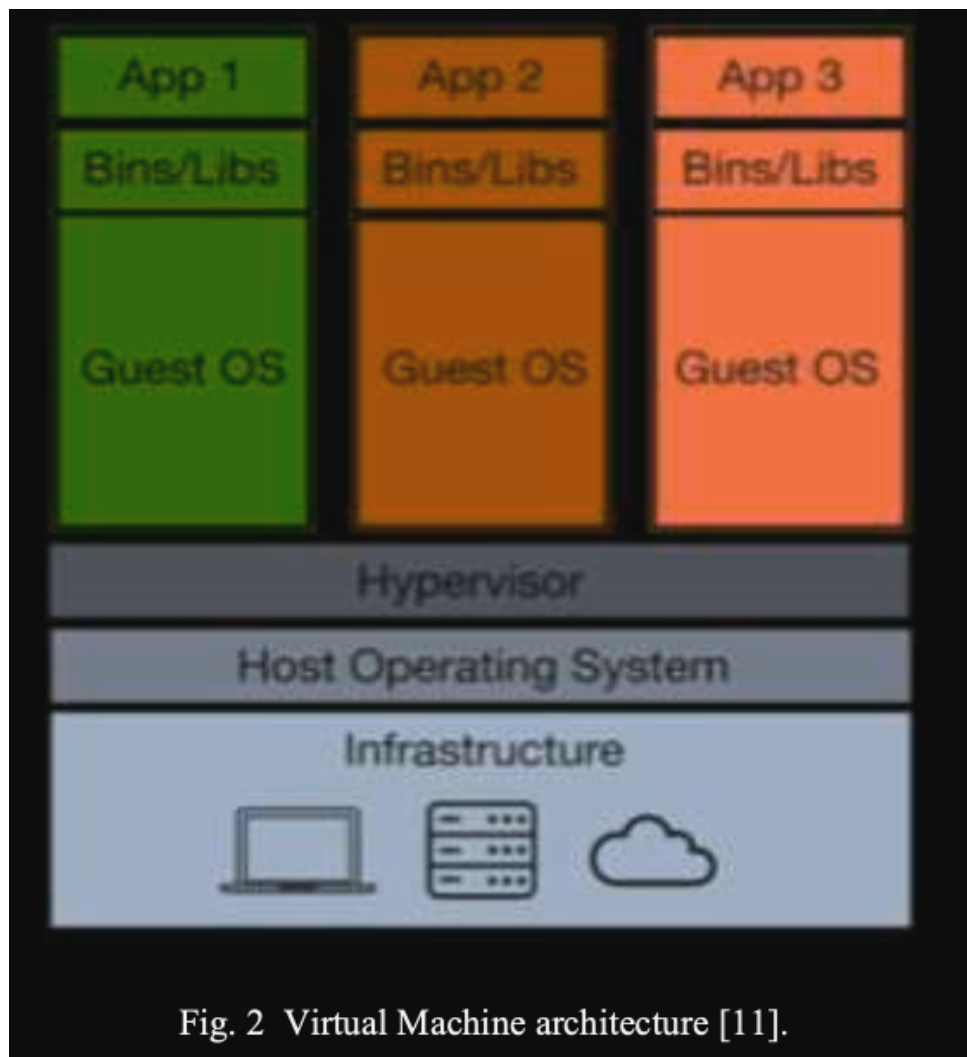 App 1
App 2
App 3
Bins/Libs
Bins/Libs
Bins/Libs
Guest OS
Guest OS
Guest OS
Hypervisor
Host Operating System
Infrastructure
Fig. 2 Virtual Machine architecture [11].